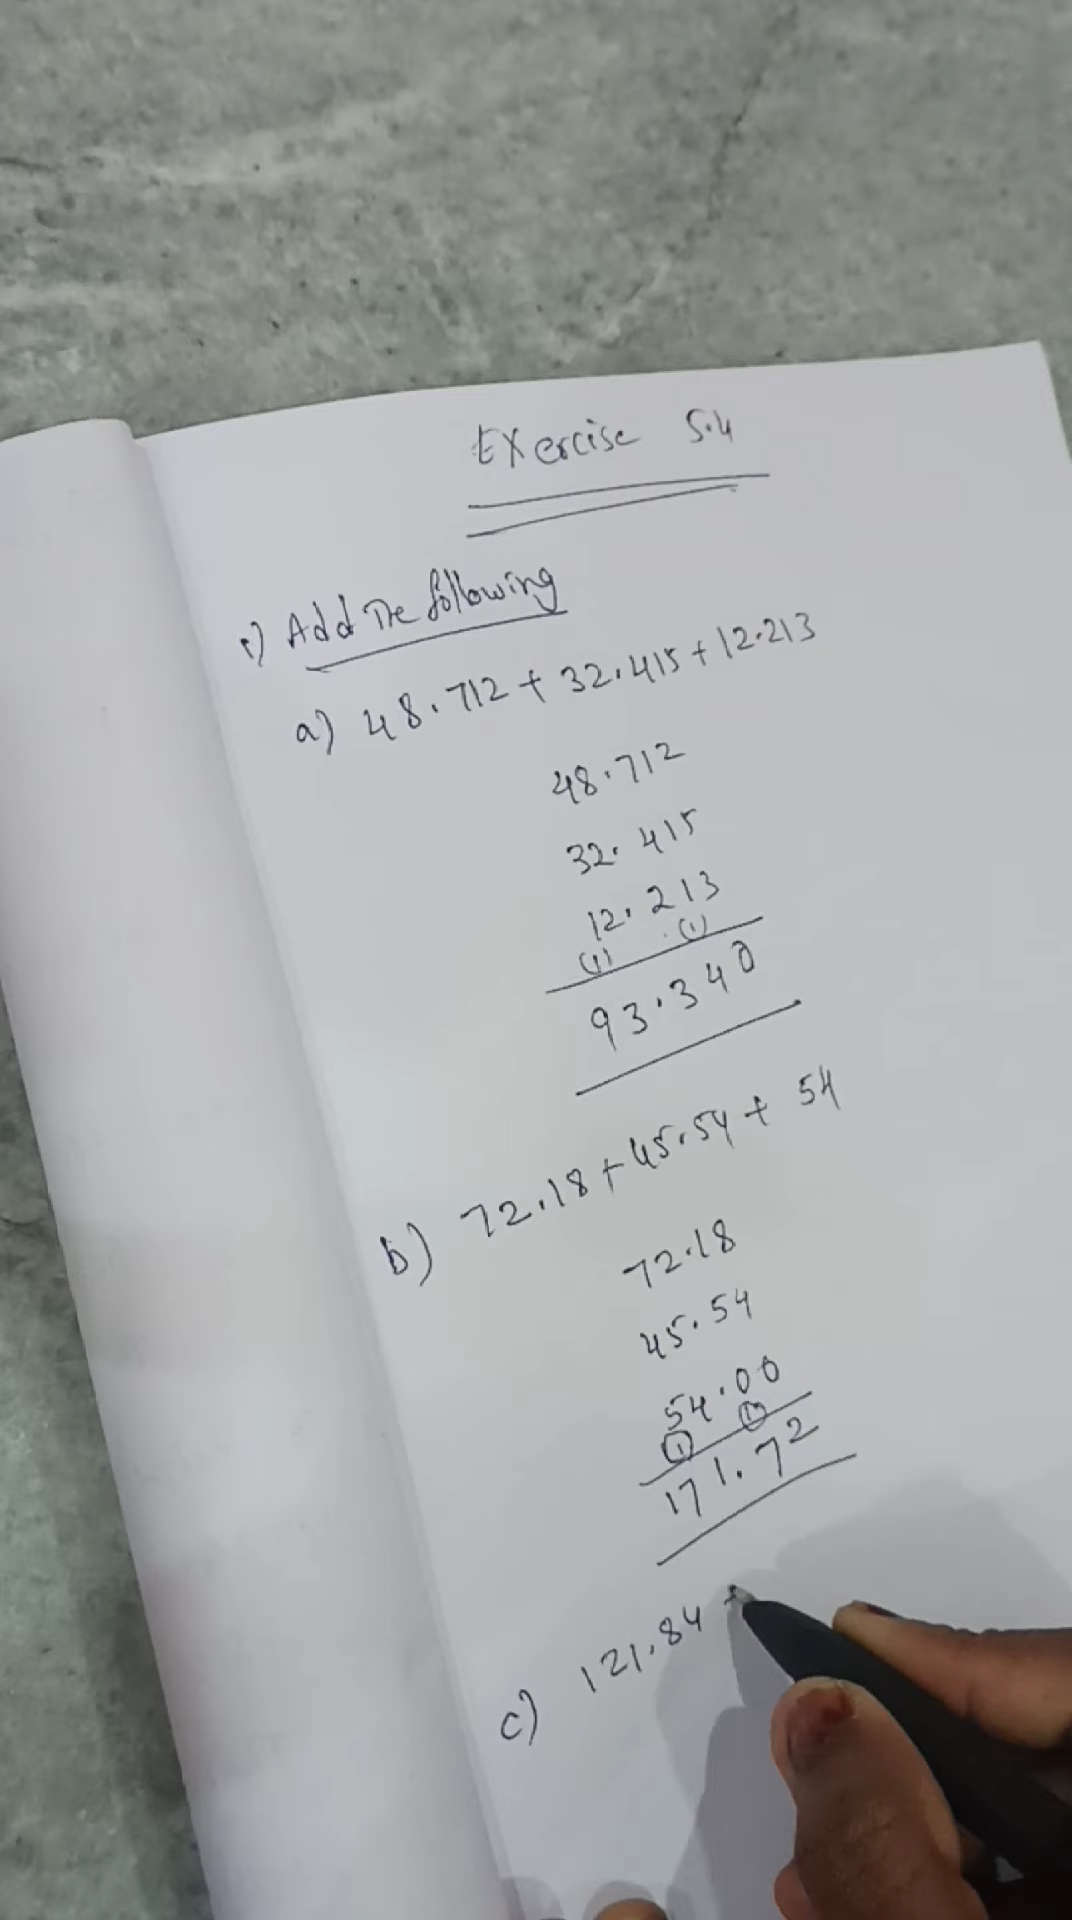 Exercise 5.4
1) Add The following
a) 48.712 + 32.415 + 12.213
48.712
32.415
12.213
(1) (1)
93.340
b) 72.18 + 45.54 + 54
72.18
45.54
54.00
(1) (1)
171.72
c) 121.84 +